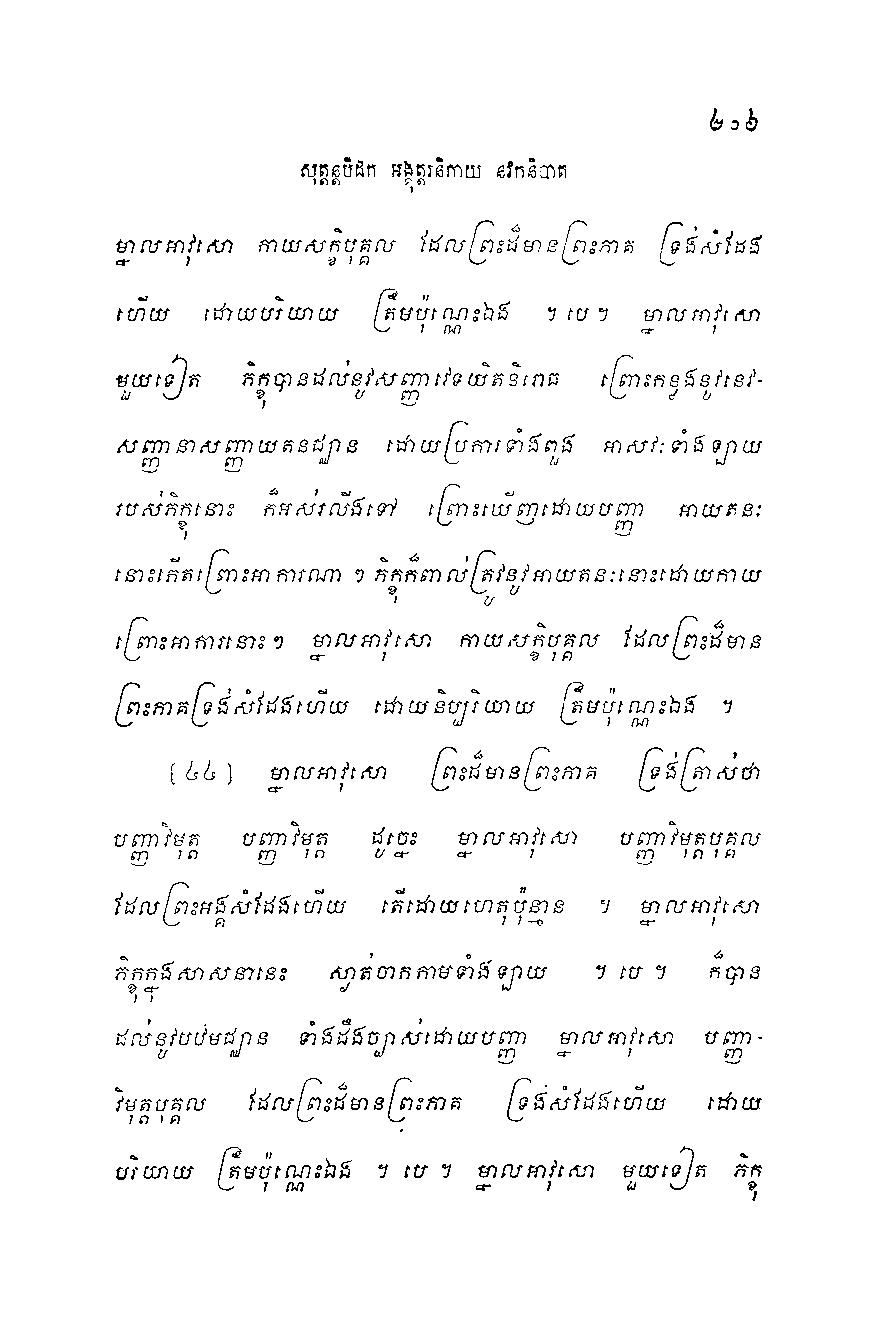 ២១៦
សុត្តន្តបិដក អង្គុត្តរនិកាយ នវកនិបាត
ម្នាលអាវុសោ កាយសក្ខិបុគ្គល ដែលព្រះដ៏មានព្រះភាគ ទ្រង់សំដែង
ហើយ ដោយបរិយាយ ត្រឹមប៉ុណ្ណេះឯង ។ បេ ។ ម្នាលអាវុសោ
មួយទៀត ភិក្ខុបានដល់នូវសញ្ញាវេទយិតនិរោធ ព្រោះកន្លងនូវនេវ-
សញ្ញានាសញ្ញាយតនជ្ឈាន ដោយប្រការទាំងពួង អាសវៈទាំងឡាយ
របស់ភិក្ខុនោះ ក៏អស់រលីងទៅ ព្រោះឃើញដោយបញ្ញា អាយតនៈ
នោះកើតព្រោះអាការណា ៗ ភិក្ខុក៏ពាល់ត្រូវនូវអាយតនៈនោះដោយកាយ
ព្រោះអាការនោះៗ ម្នាលអាវុសោ កាយសក្ខិបុគ្គល ដែលព្រះដ៏មាន
ព្រះភាគទ្រង់សំដែងហើយ ដោយនិប្បរិយាយ ត្រឹមប៉ុណ្ណេះឯង ។
(៤៤) ម្នាលអាវុសោ ព្រះដ៏មានព្រះភាគ ទ្រង់ត្រាស់ថា
បញ្ញាវិមុត្ត បញ្ញាវិមុត្ត ដូច្នេះ ម្នាលអាវុសោ បញ្ញាវិមុត្តបុគ្គល
ដែលព្រះអង្គសំដែងហើយ តើដោយហេតុប៉ុន្មាន ។ ម្នាលអាវុសោ
ភិក្ខុក្នុងសាសនានេះ ស្ងាត់ចាកកាមទាំងឡាយ ។ បេ ។ ក៏បាន
ដល់នូវបឋមជ្ឈាន ទាំងដឹងច្បាស់ដោយបញ្ញា ម្នាលអាវុសោ បញ្ញា-
វិមុត្តបុគ្គល ដែលព្រះដ៏មានព្រះភាគ ទ្រង់សំដែងហើយ ដោយ
បរិយាយ ត្រឹមប៉ុណ្ណេះឯង ។ បេ ។ ម្នាលអាវុសោ មួយទៀត ភិក្ខុ